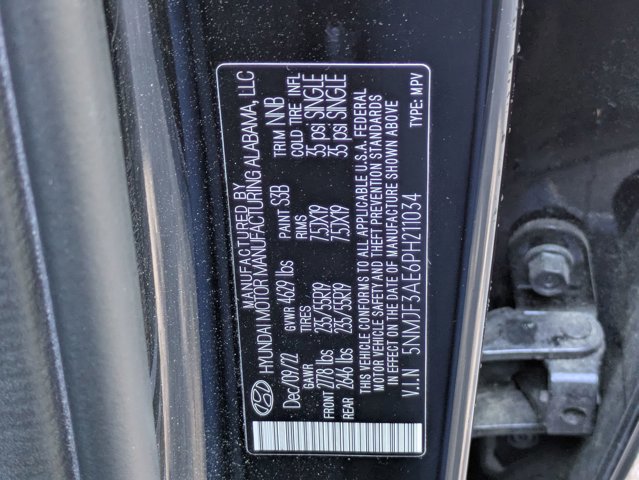 MANUFACTURED BY
HYUNDAI MOTOR MANUFACTURING ALABAMA, LLC
Dec/09/22 GVWR 4629 lbs PAINT S3B TRIM NNB
GAWR TIRES RIMS COLD TIRE INFL
FRONT 2778 lbs 235/55R19 7.5JX19 35 psi SINGLE
REAR 2646 lbs 235/55R19 7.5JX19 35 psi SINGLE
THIS VEHICLE CONFORMS TO ALL APPLICABLE U.S.A. FEDERAL
MOTOR VEHICLE SAFETY AND THEFT PREVENTION STANDARDS
IN EFFECT ON THE DATE OF MANUFACTURE SHOWN ABOVE
V.I.N 5NMJF3AE6PH211034 TYPE: MPV